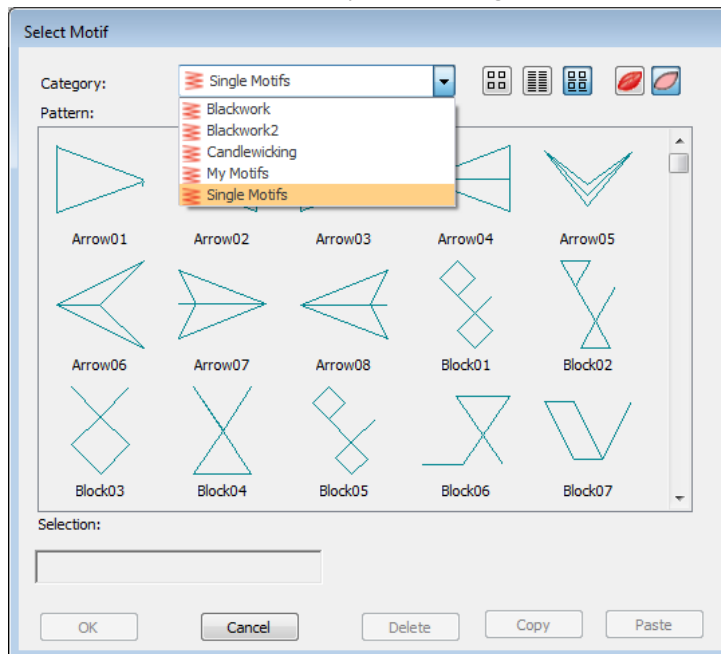 Select Motif
Category:
Single Motifs
Pattern:
Blackwork
Blackwork2
Candlewicking
My Motifs
Single Motifs
Arrow01 Arrow02 Arrow03 Arrow04 Arrow05
Arrow06 Arrow07 Arrow08 Block01 Block02
Block03 Block04 Block05 Block06 Block07
Selection:
OK Cancel Delete Copy Paste